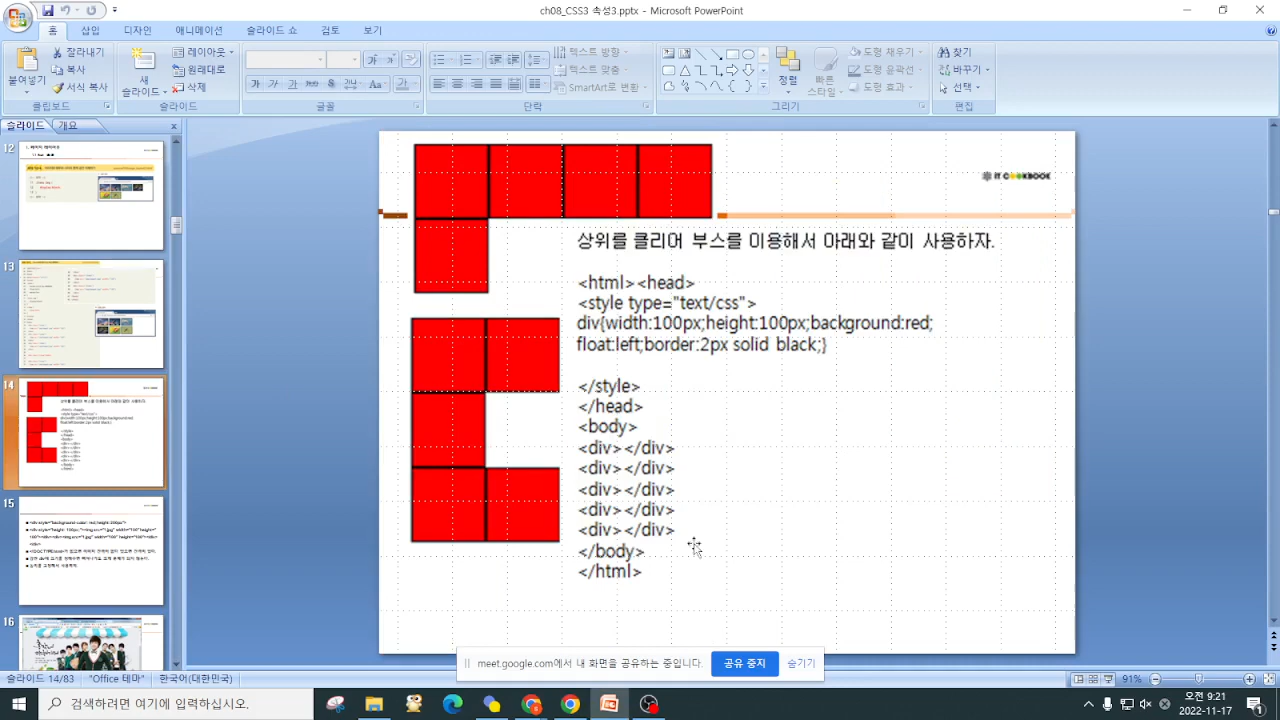 ch08_CSS3 속성3.pptx - Microsoft PowerPoint
홈 삽입 디자인 애니메이션 슬라이드 쇼 검토 보기
붙여넣기 잘라내기 복사 서식 복사
새 슬라이드 레이아웃 원래대로 삭제
텍스트 방향 텍스트 맞춤 SmartArt로 변환
정렬 빠른 스타일 도형 채우기 도형 윤곽선 도형 효과
찾기 바꾸기 선택
클립보드 슬라이드 글꼴 단락 그리기 편집
슬라이드 개요
12
13
14
15
16
IT COOKBOOK
상위를 클리어 부스를 이용해서 아래와 같이 사용하자.
<html><head>
<style type="text/css">
div{width:100px;height:100px;background:red;
float:left;border:2px solid black;}
</style>
</head>
<body>
<div> </div>
<div> </div>
<div> </div>
<div> </div>
<div> </div>
</body>
</html>
meet.google.com에서 내 화면을 공유하는 중입니다. 공유 중지 숨기기
슬라이드 14/83 한국어(대한민국) 91%
검색하려면 여기에 입력하십시오.
오전 9:21
2022-11-17